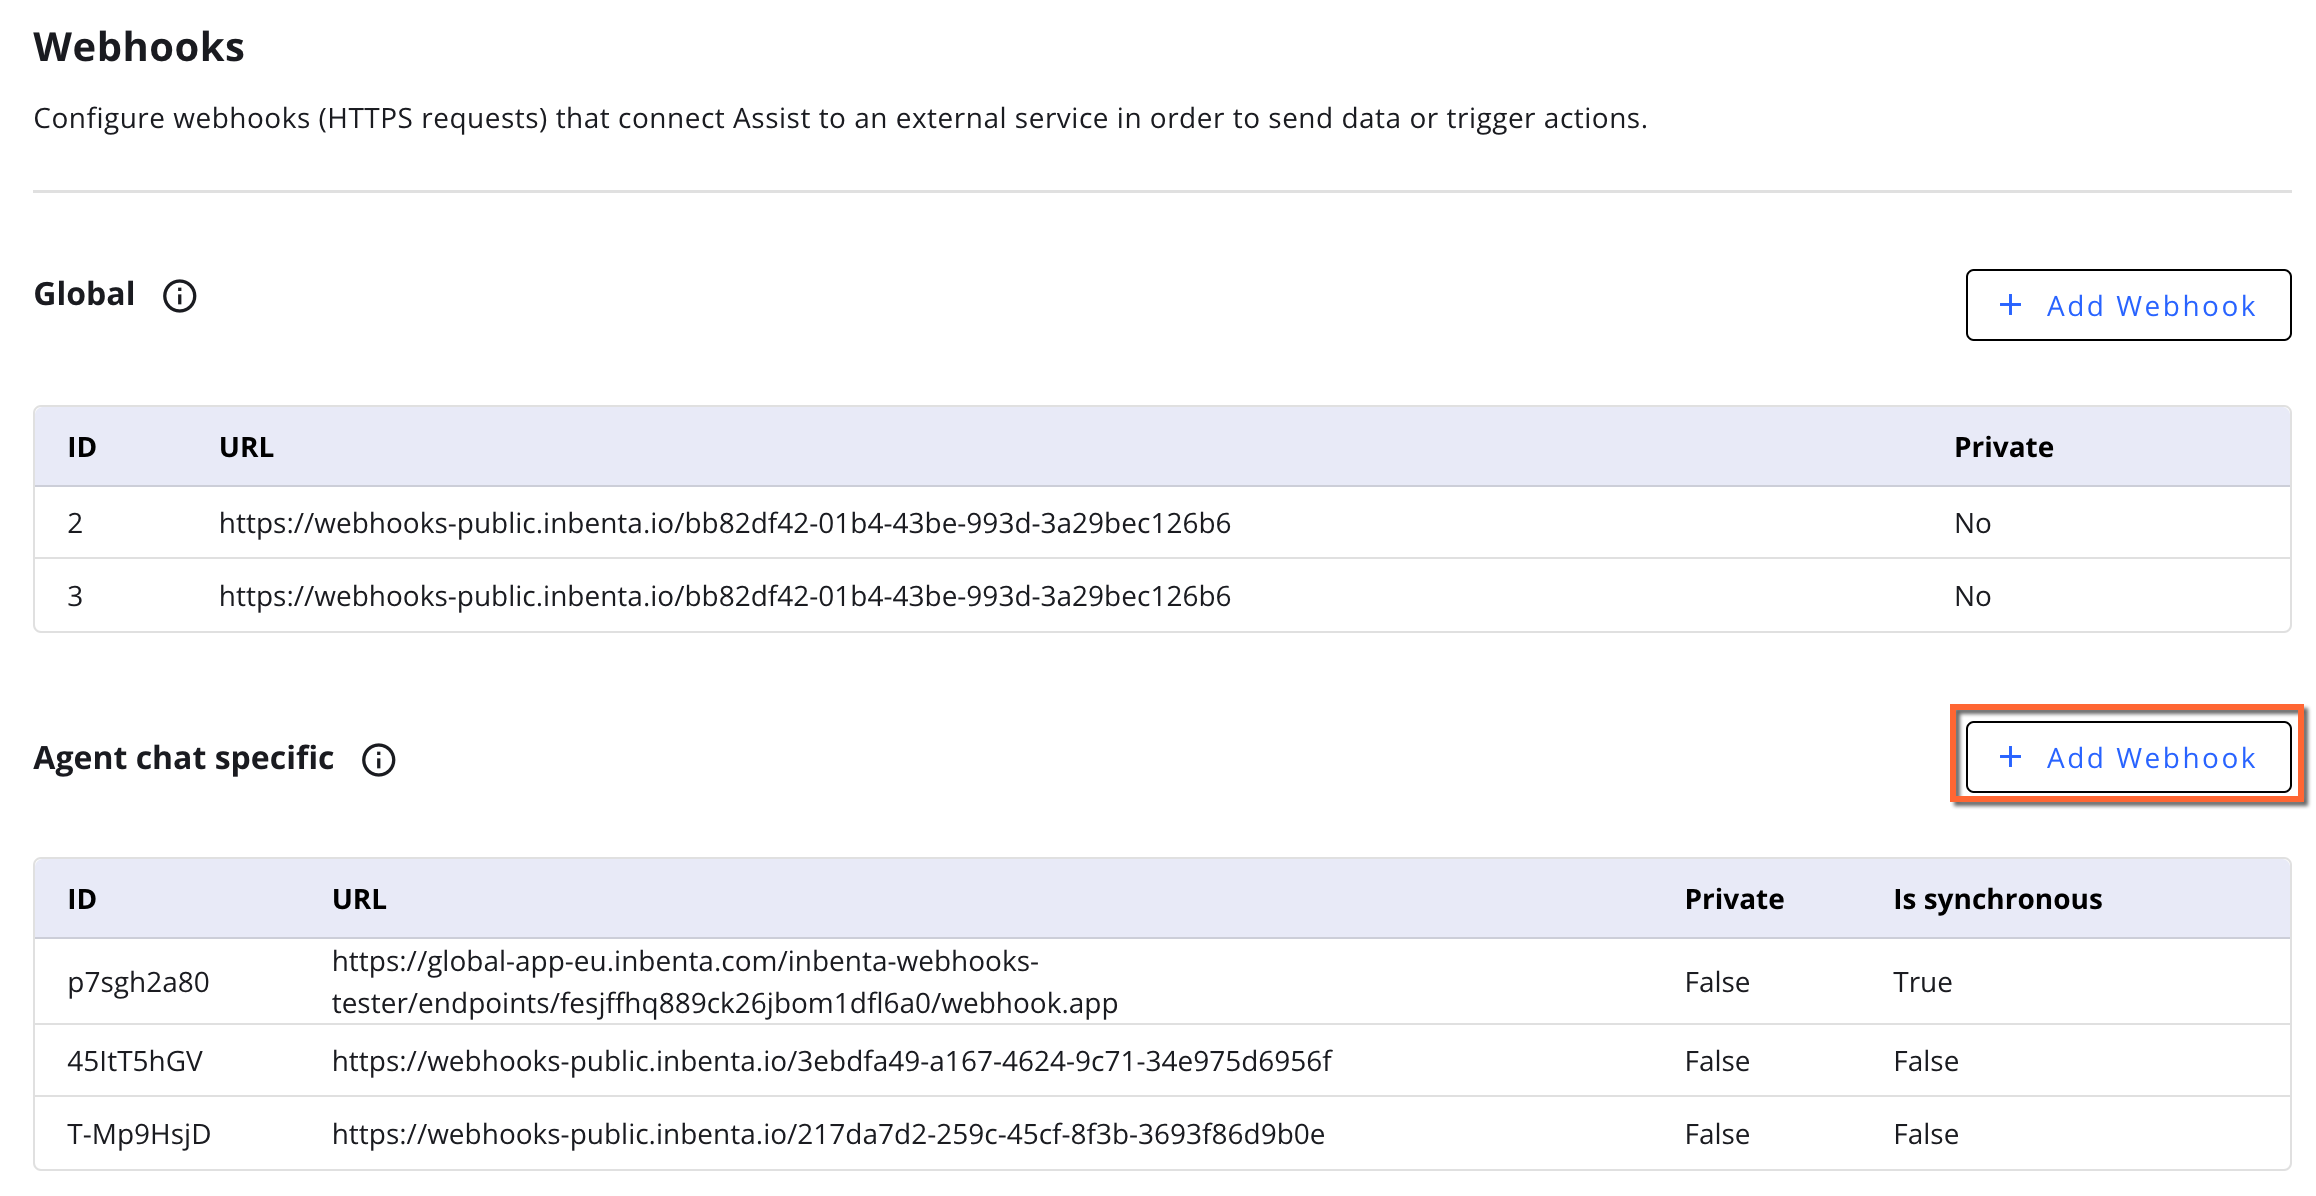 Webhooks
Configure webhooks (HTTPS requests) that connect Assist to an external service in order to send data or trigger actions.
Global
+ Add Webhook
ID URL Private
2 https://webhooks-public.inbenta.io/bb82df42-01b4-43be-993d-3a29bec126b6 No
3 https://webhooks-public.inbenta.io/bb82df42-01b4-43be-993d-3a29bec126b6 No
Agent chat specific
+ Add Webhook
ID URL Private Is synchronous
p7sgh2a80 https://global-app-eu.inbenta.com/inbenta-webhooks- False True
tester/endpoints/fesjffhq889ck26jbom1dfl6a0/webhook.app
45ItT5hGV https://webhooks-public.inbenta.io/3ebdfa49-a167-4624-9c71-34e975d6956f False False
T-Mp9HsjD https://webhooks-public.inbenta.io/217da7d2-259c-45cf-8f3b-3693f86d9b0e False False